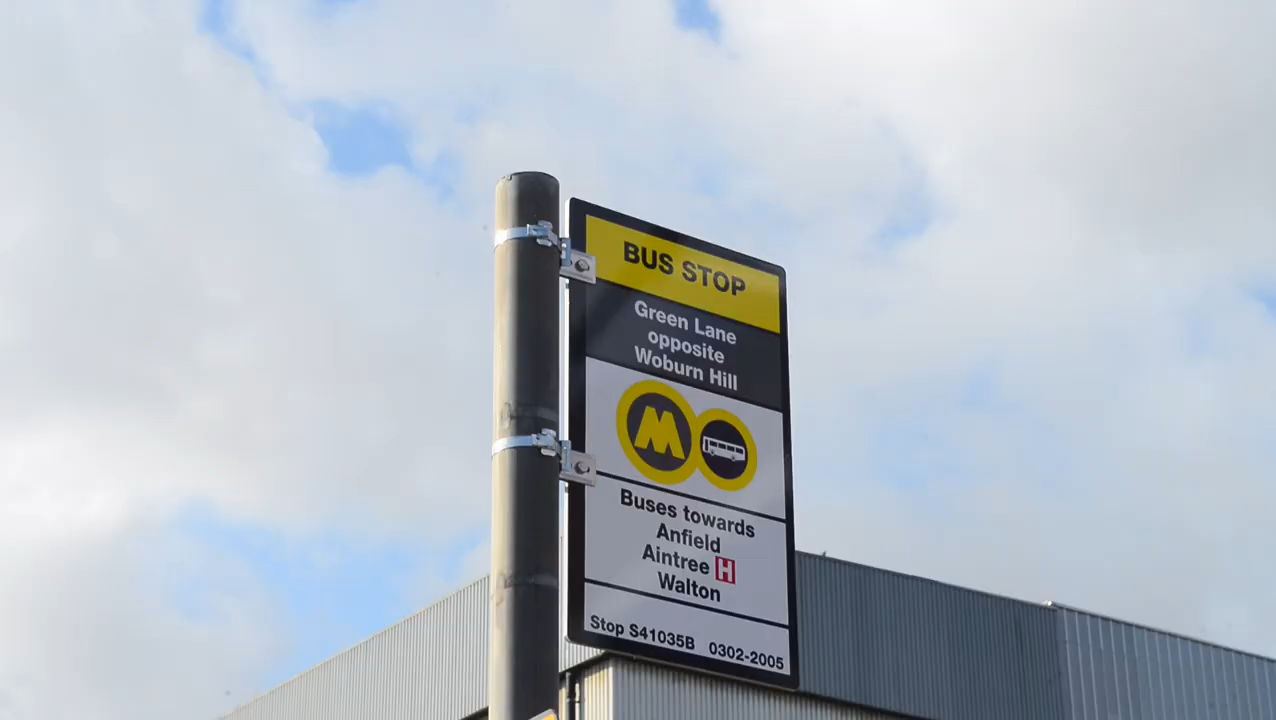 BUS STOP
Green Lane
opposite
Woburn Hill
M
Buses towards
Anfield
Aintree H
Walton
Stop S41035B 0302-2005